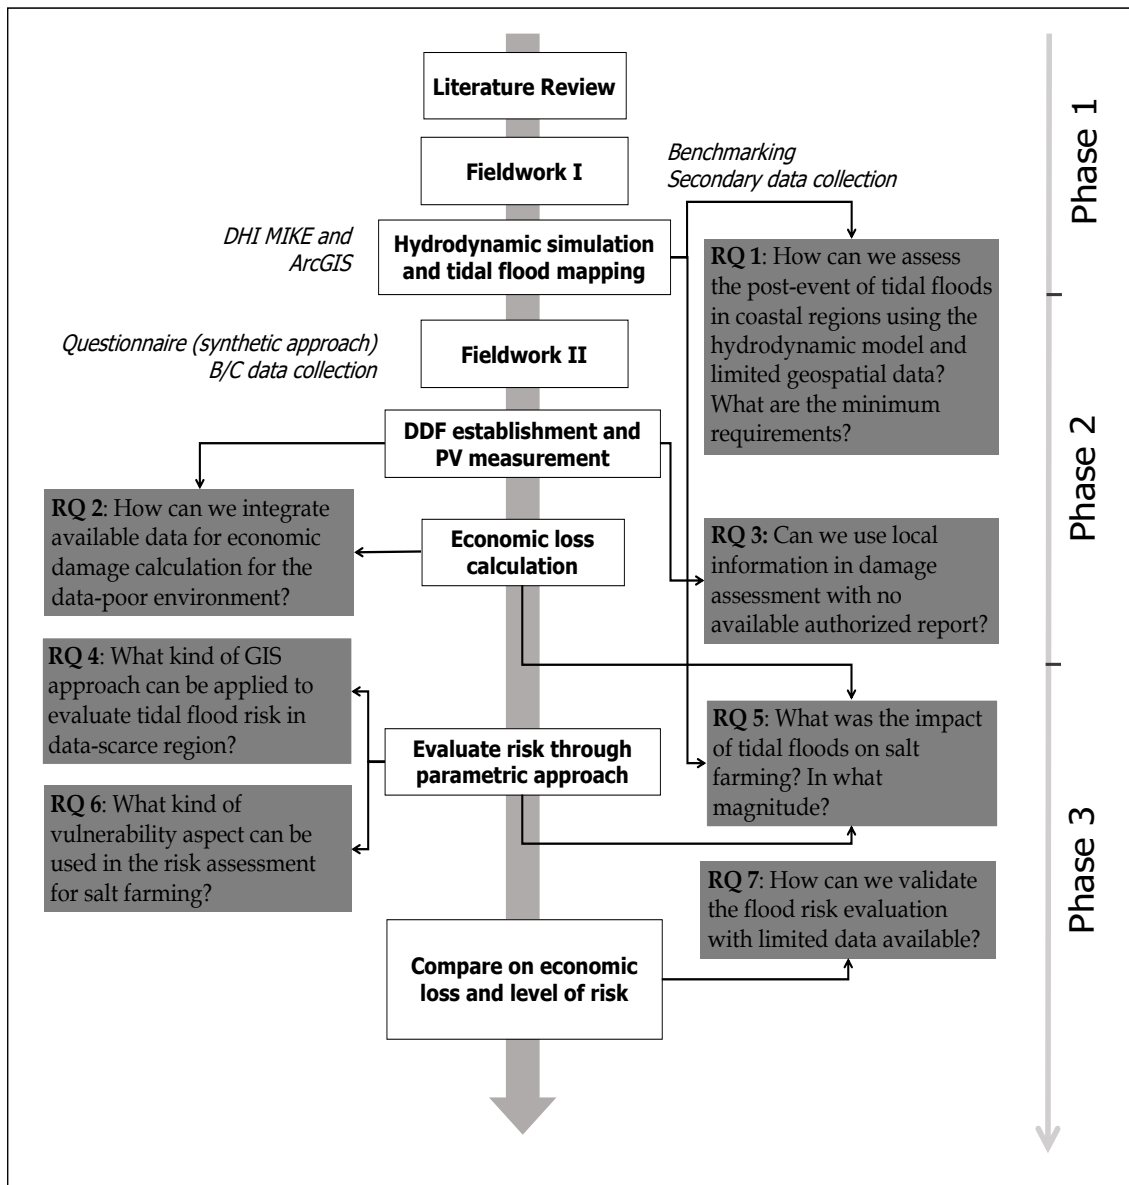 Literature Review
Fieldwork I
Benchmarking
Secondary data collection
DHI MIKE and
ArcGIS
Hydrodynamic simulation
and tidal flood mapping
RQ 1: How can we assess
the post-event of tidal floods
in coastal regions using the
hydrodynamic model and
limited geospatial data?
What are the minimum
requirements?
Phase 1
Questionnaire (synthetic approach)
B/C data collection
Fieldwork II
DDF establishment and
PV measurement
RQ 2: How can we integrate
available data for economic
damage calculation for the
data-poor environment?
Economic loss
calculation
RQ 3: Can we use local
information in damage
assessment with no
available authorized report?
Phase 2
RQ 4: What kind of GIS
approach can be applied to
evaluate tidal flood risk in
data-scarce region?
Evaluate risk through
parametric approach
RQ 5: What was the impact
of tidal floods on salt
farming? In what
magnitude?
RQ 6: What kind of
vulnerability aspect can be
used in the risk assessment
for salt farming?
RQ 7: How can we validate
the flood risk evaluation
with limited data available?
Compare on economic
loss and level of risk
Phase 3